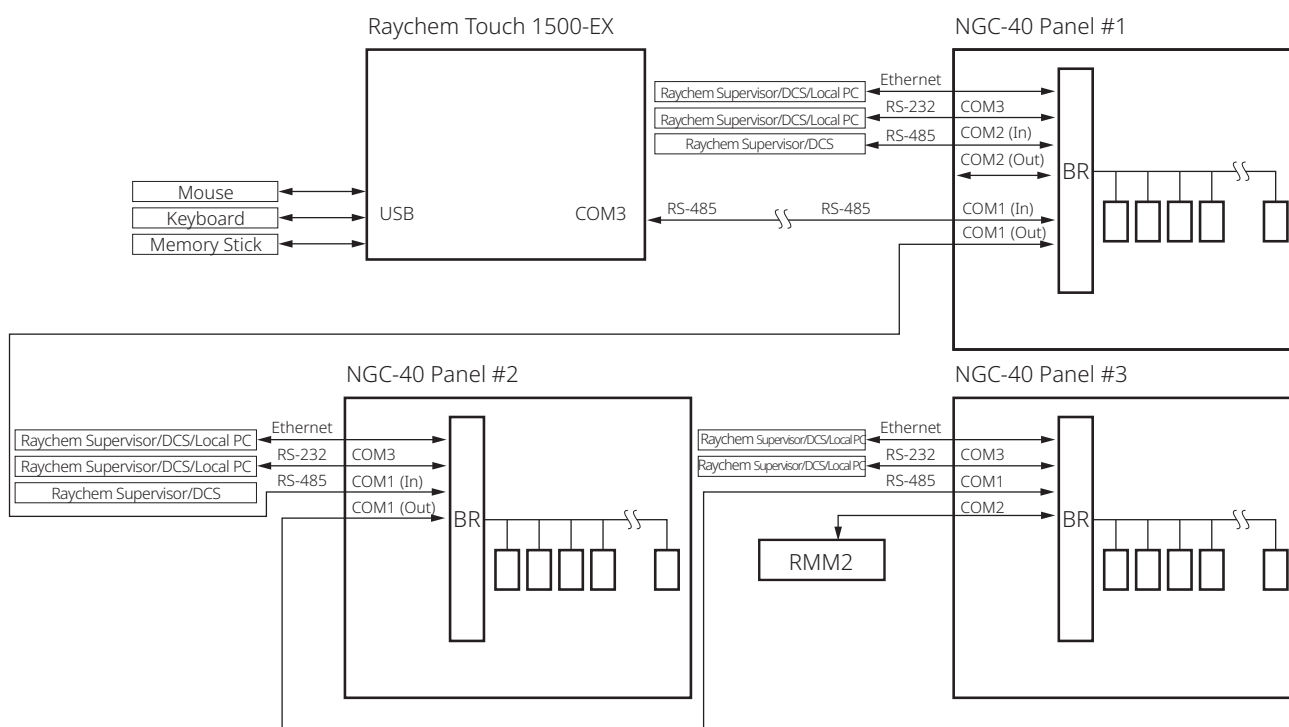 Raychem Touch 1500-EX
NGC-40 Panel #1
Ethernet
Raychem Supervisor/DCS/Local PC
RS-232
COM3
Raychem Supervisor/DCS/Local PC
RS-485
COM2 (In)
Raychem Supervisor/DCS
COM2 (Out)
BR
Mouse
Keyboard
Memory Stick
USB
COM3
RS-485
RS-485
COM1 (In)
COM1 (Out)
NGC-40 Panel #2
Ethernet
Raychem Supervisor/DCS/Local PC
RS-232
COM3
Raychem Supervisor/DCS/Local PC
RS-485
COM1 (In)
Raychem Supervisor/DCS
COM1 (Out)
BR
NGC-40 Panel #3
Ethernet
Raychem Supervisor/DCS/Local PC
RS-232
COM3
Raychem Supervisor/DCS/Local PC
RS-485
COM1
COM2
BR
RMM2